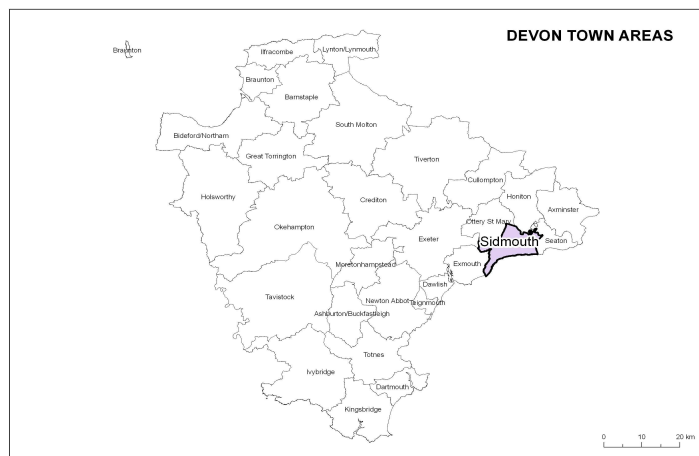 DEVON TOWN AREAS
Braunton
Ilfracombe
Lynton/Lynmouth
Braunton
Barnstaple
South Molton
Bideford/Northam
Great Torrington
Tiverton
Cullompton
Holsworthy
Crediton
Honiton
Axminster
Okehampton
Ottery St Mary
Exeter
Sidmouth
Seaton
Moretonhampstead
Exmouth
Dawlish
Tavistock
Newton Abbot
Teignmouth
Ashburton/Buckfastleigh
Totnes
Ivybridge
Dartmouth
Kingsbridge
0 10 20 km